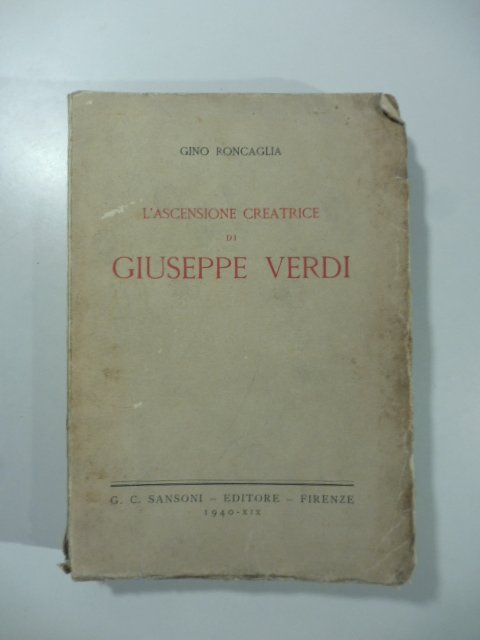 GINO RONCAGLIA
L'ASCENSIONE CREATRICE
DI
GIUSEPPE VERDI
G. C. SANSONI – EDITORE – FIRENZE
1940-XIX